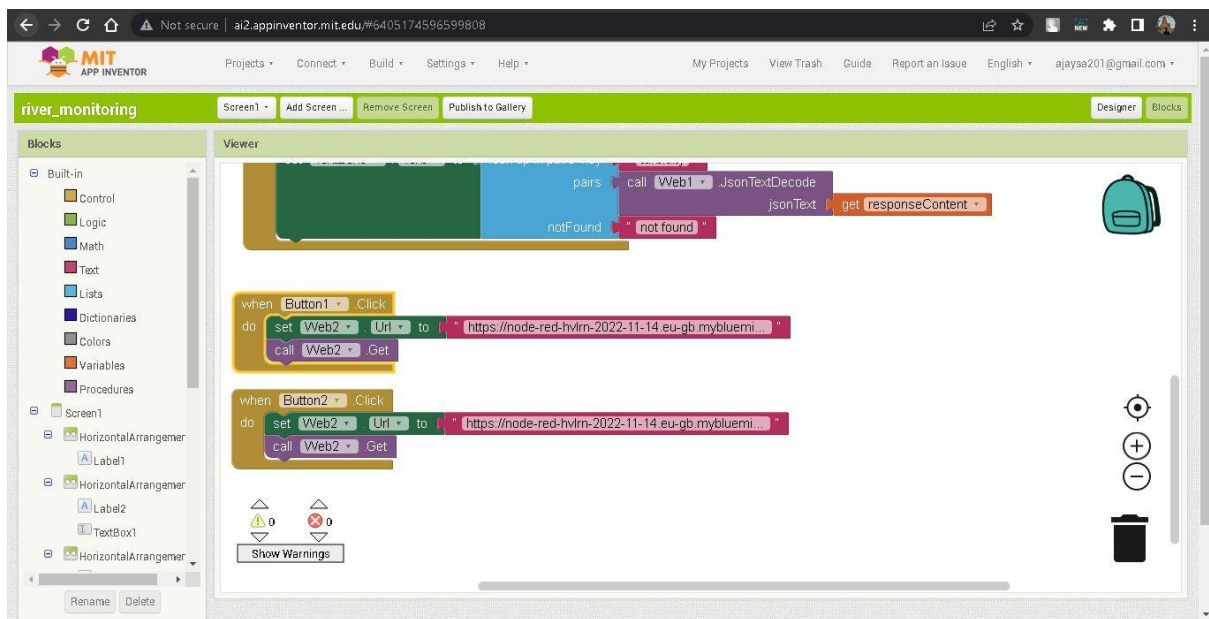 Not secure | ai2.appinventor.mit.edu/#6405174596599808
NEW
MIT
APP INVENTOR
Projects Connect Build Settings Help My Projects View Trash Guide Report an Issue English ajaysa201@gmail.com
river_monitoring Screen1 Add Screen ... Remove Screen Publish to Gallery Designer Blocks
Blocks
Viewer
Built-in
Control
Logic
Math
Text
Lists
Dictionaries
Colors
Variables
Procedures
Screen1
HorizontalArrangemer
Label1
HorizontalArrangemer
Label2
TextBox1
HorizontalArrangemer
Rename Delete
pairs call Web1 .JsonTextDecode
jsonText get responseContent
notFound " not found "
when Button1 .Click
do set Web2 . Url to " https://node-red-hvlrn-2022-11-14.eu-gb.mybluemi... "
call Web2 .Get
when Button2 .Click
do set Web2 . Url to " https://node-red-hvlrn-2022-11-14.eu-gb.mybluemi... "
call Web2 .Get
0 0
Show Warnings